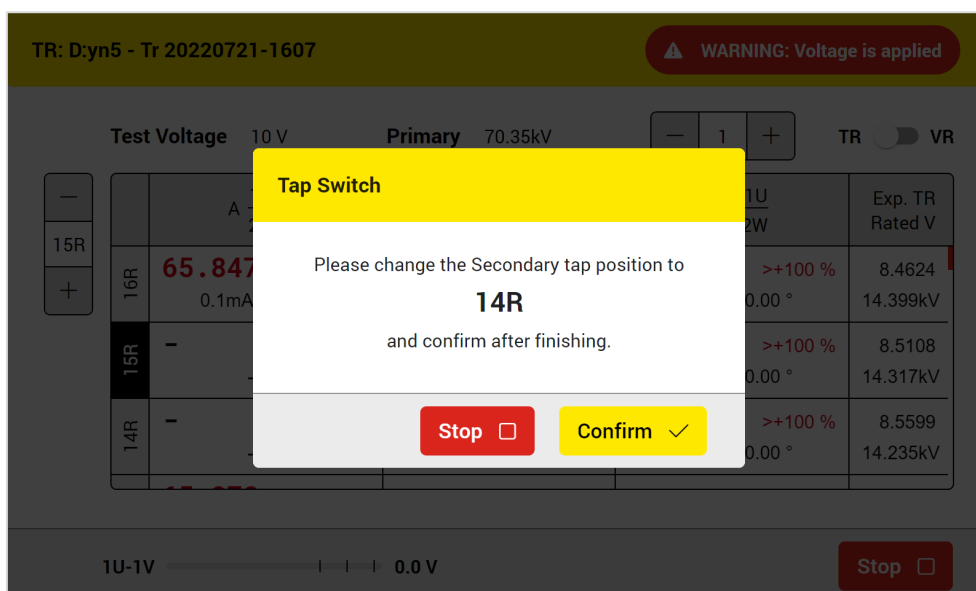 TR: D:yn5 - Tr 20220721-1607
WARNING: Voltage is applied
Test Voltage 10 V Primary 70.35kV
1
TR VR
15R
A
1U
2W
Exp. TR
Rated V
16R
65.847
0.1mA
>+100 %
0.00 °
8.4624
14.399kV
15R
–
>+100 %
0.00 °
8.5108
14.317kV
14R
–
>+100 %
0.00 °
8.5599
14.235kV
Tap Switch
Please change the Secondary tap position to
14R
and confirm after finishing.
Stop
Confirm
1U-1V 0.0 V
Stop